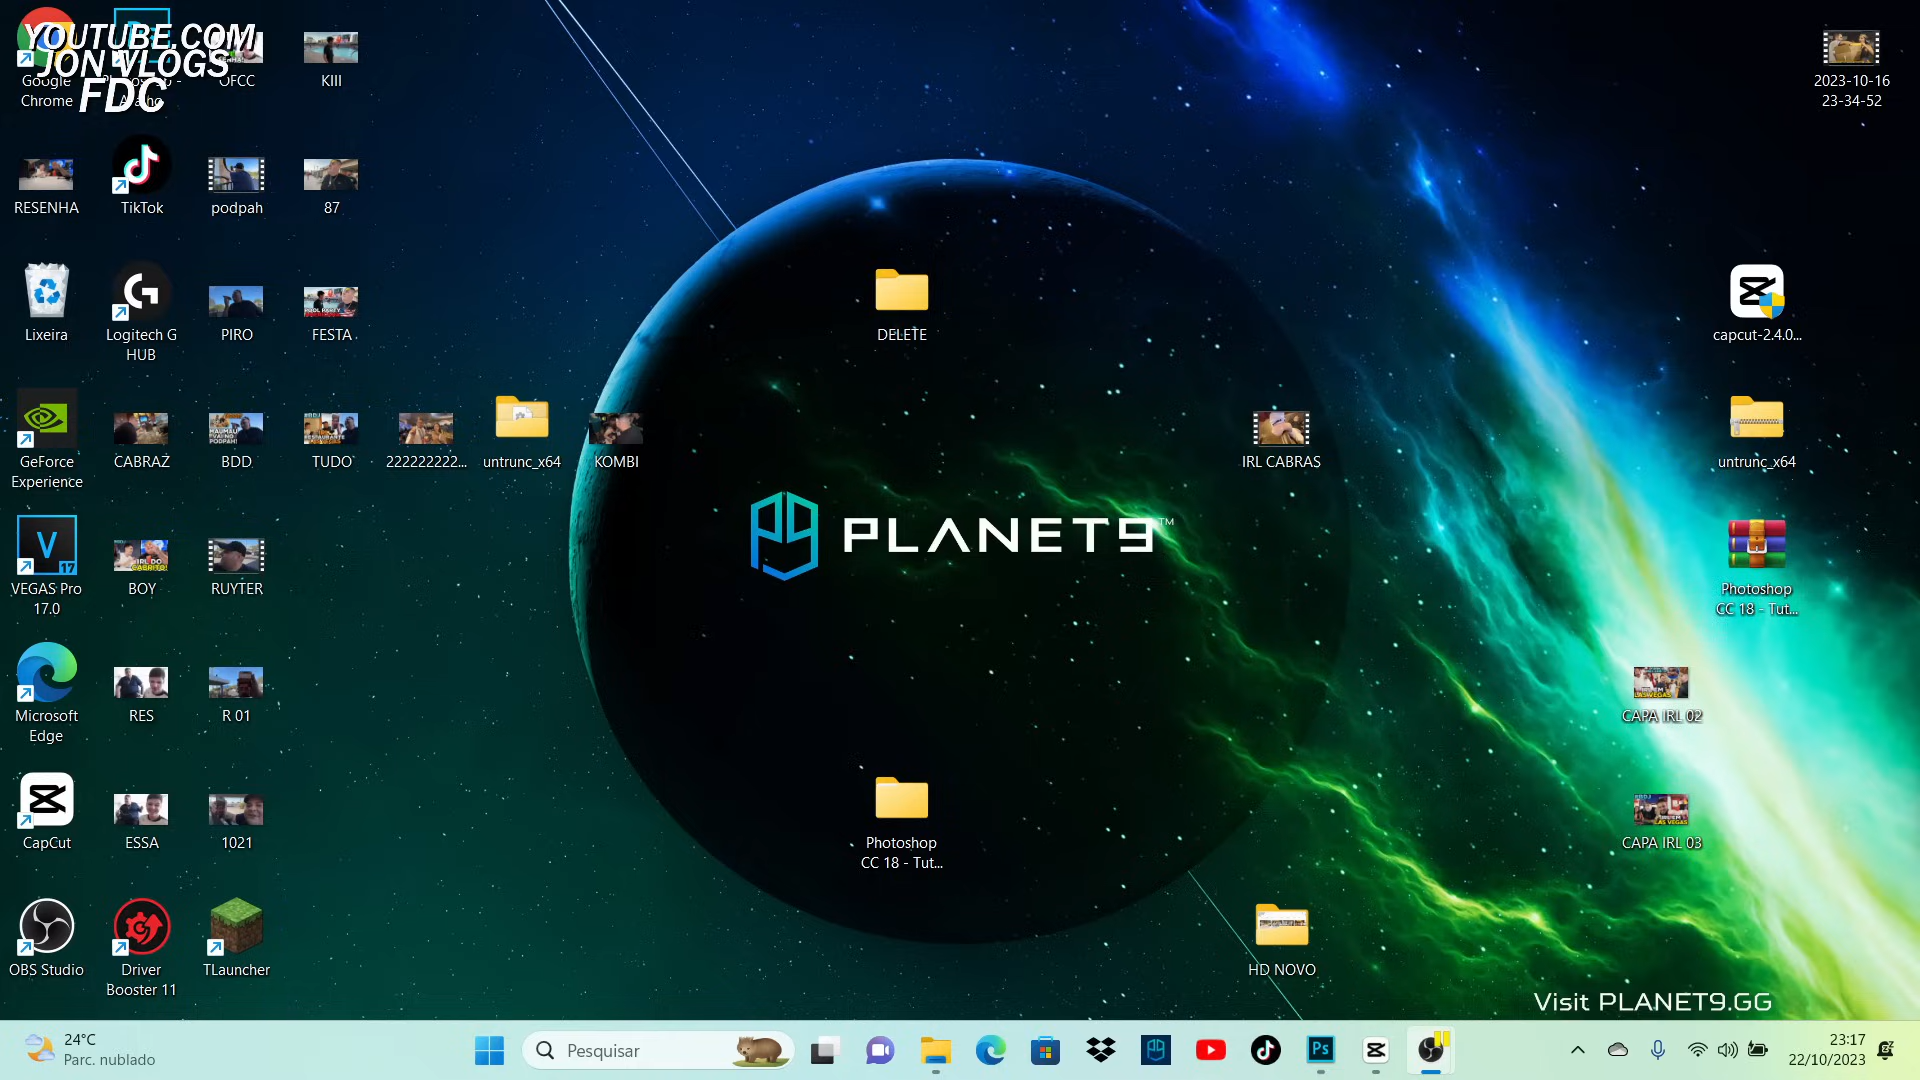 YOUTUBE.COM
JON VLOGS
FDC
Google
Chrome
OFCC
KIII
2023-10-16
23-34-52
RESENHA
TikTok
podpah
87
Lixeira
Logitech G
HUB
PIRO
FESTA
DELETE
capcut-2.4.0...
GeForce
Experience
CABRAZ
BDD
TUDO
222222222...
untrunc_x64
KOMBI
IRL CABRAS
untrunc_x64
PLANET9™
VEGAS Pro
17.0
BOY
RUYTER
Photoshop
CC 18 - Tut...
Microsoft
Edge
RES
R 01
CAPA IRL 02
CapCut
ESSA
1021
Photoshop
CC 18 - Tut...
CAPA IRL 03
OBS Studio
Driver
Booster 11
TLauncher
HD NOVO
Visit PLANET9.GG
24°C
Parc. nublado
Pesquisar
Ps
23:17
22/10/2023